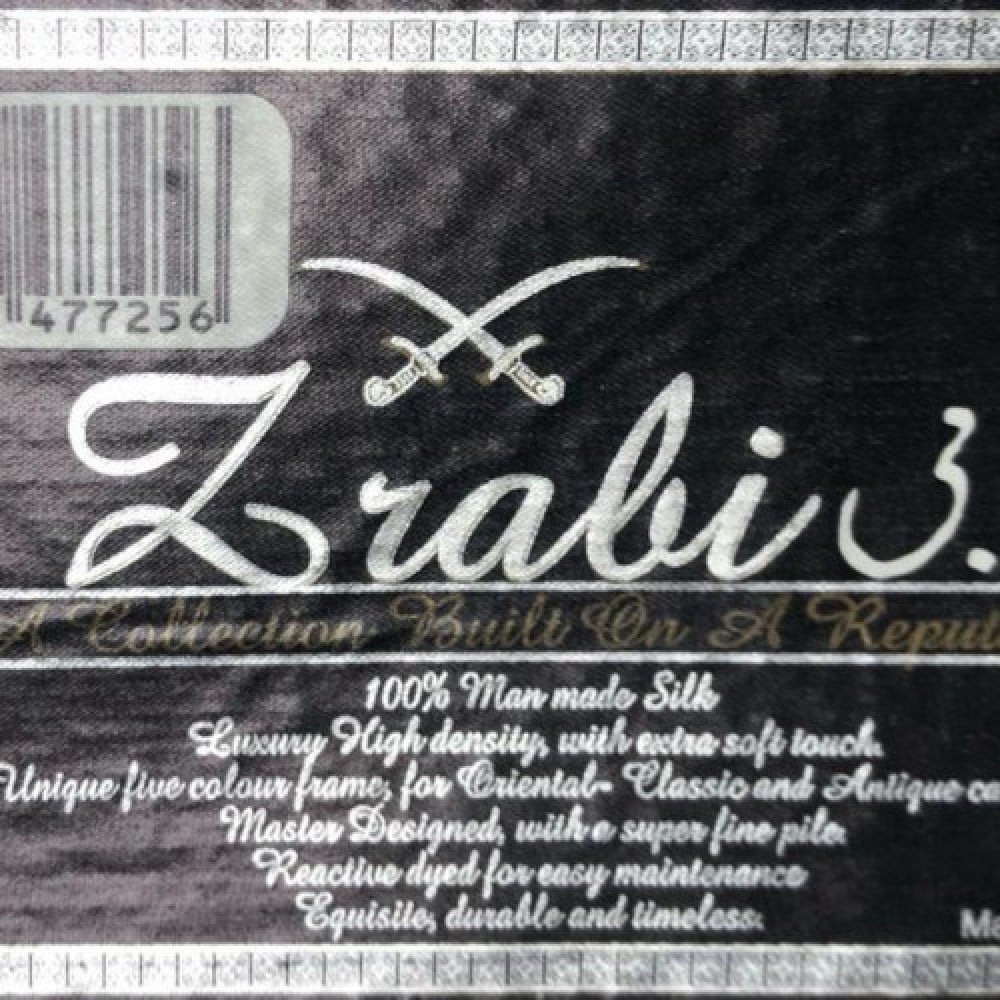 477256
Zrabi 3.
A Collection Built On A Reput
100% Man made Silk
Luxury High density, with extra soft touch.
Unique five colour frame, for Oriental- Classic and Antique ca
Master Designed, with a super fine pile.
Reactive dyed for easy maintenance
Equisite, durable and timeless.
Ma